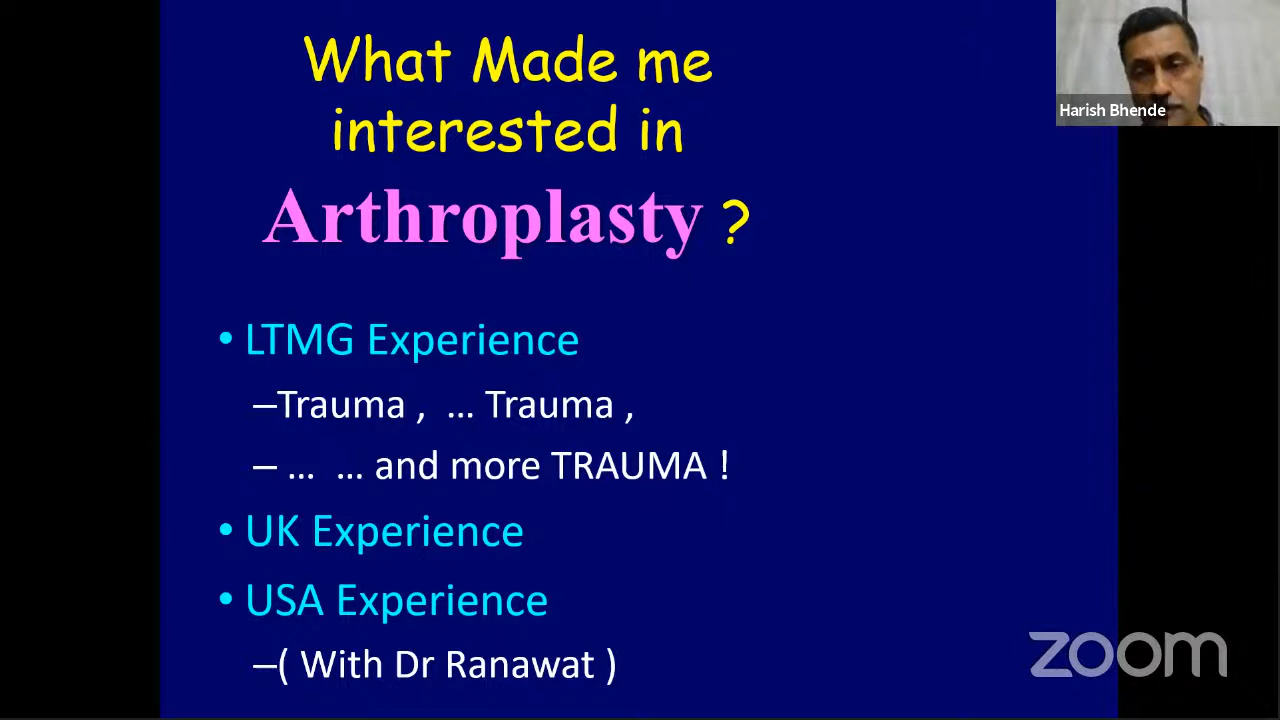 What Made me
interested in
Arthroplasty ?
• LTMG Experience
–Trauma , ... Trauma ,
– ... ... and more TRAUMA !
• UK Experience
• USA Experience
–( With Dr Ranawat )
Harish Bhende
zoom